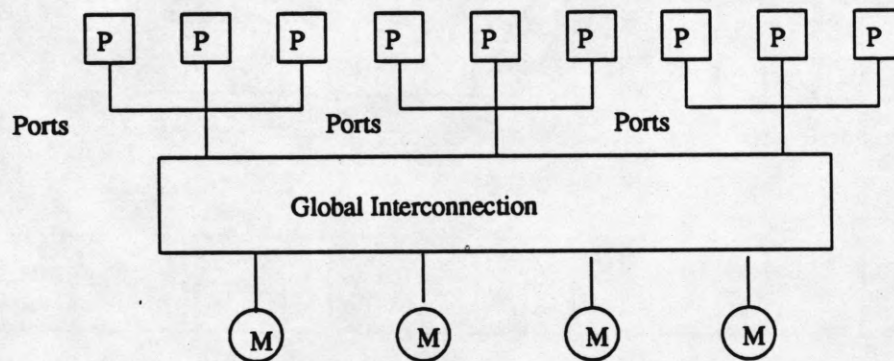 P P P P P P P P P
Ports Ports Ports
Global Interconnection
M M M M